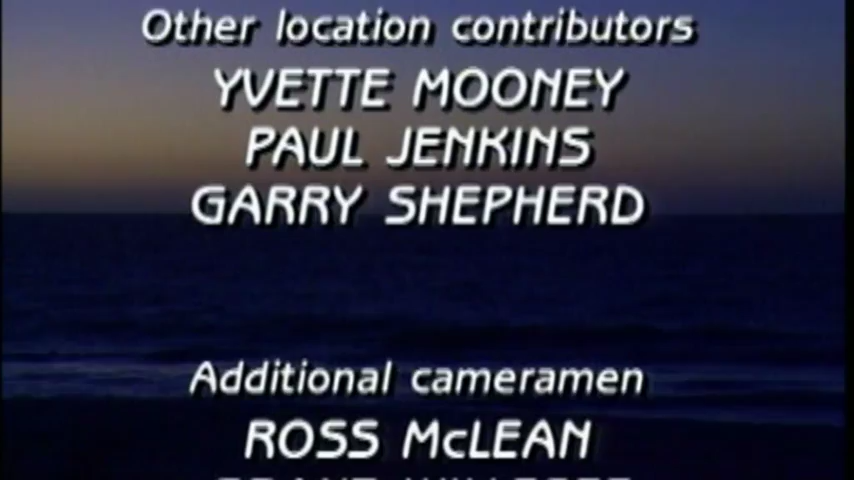 Other location contributors
YVETTE MOONEY
PAUL JENKINS
GARRY SHEPHERD
Additional cameramen
ROSS McLEAN